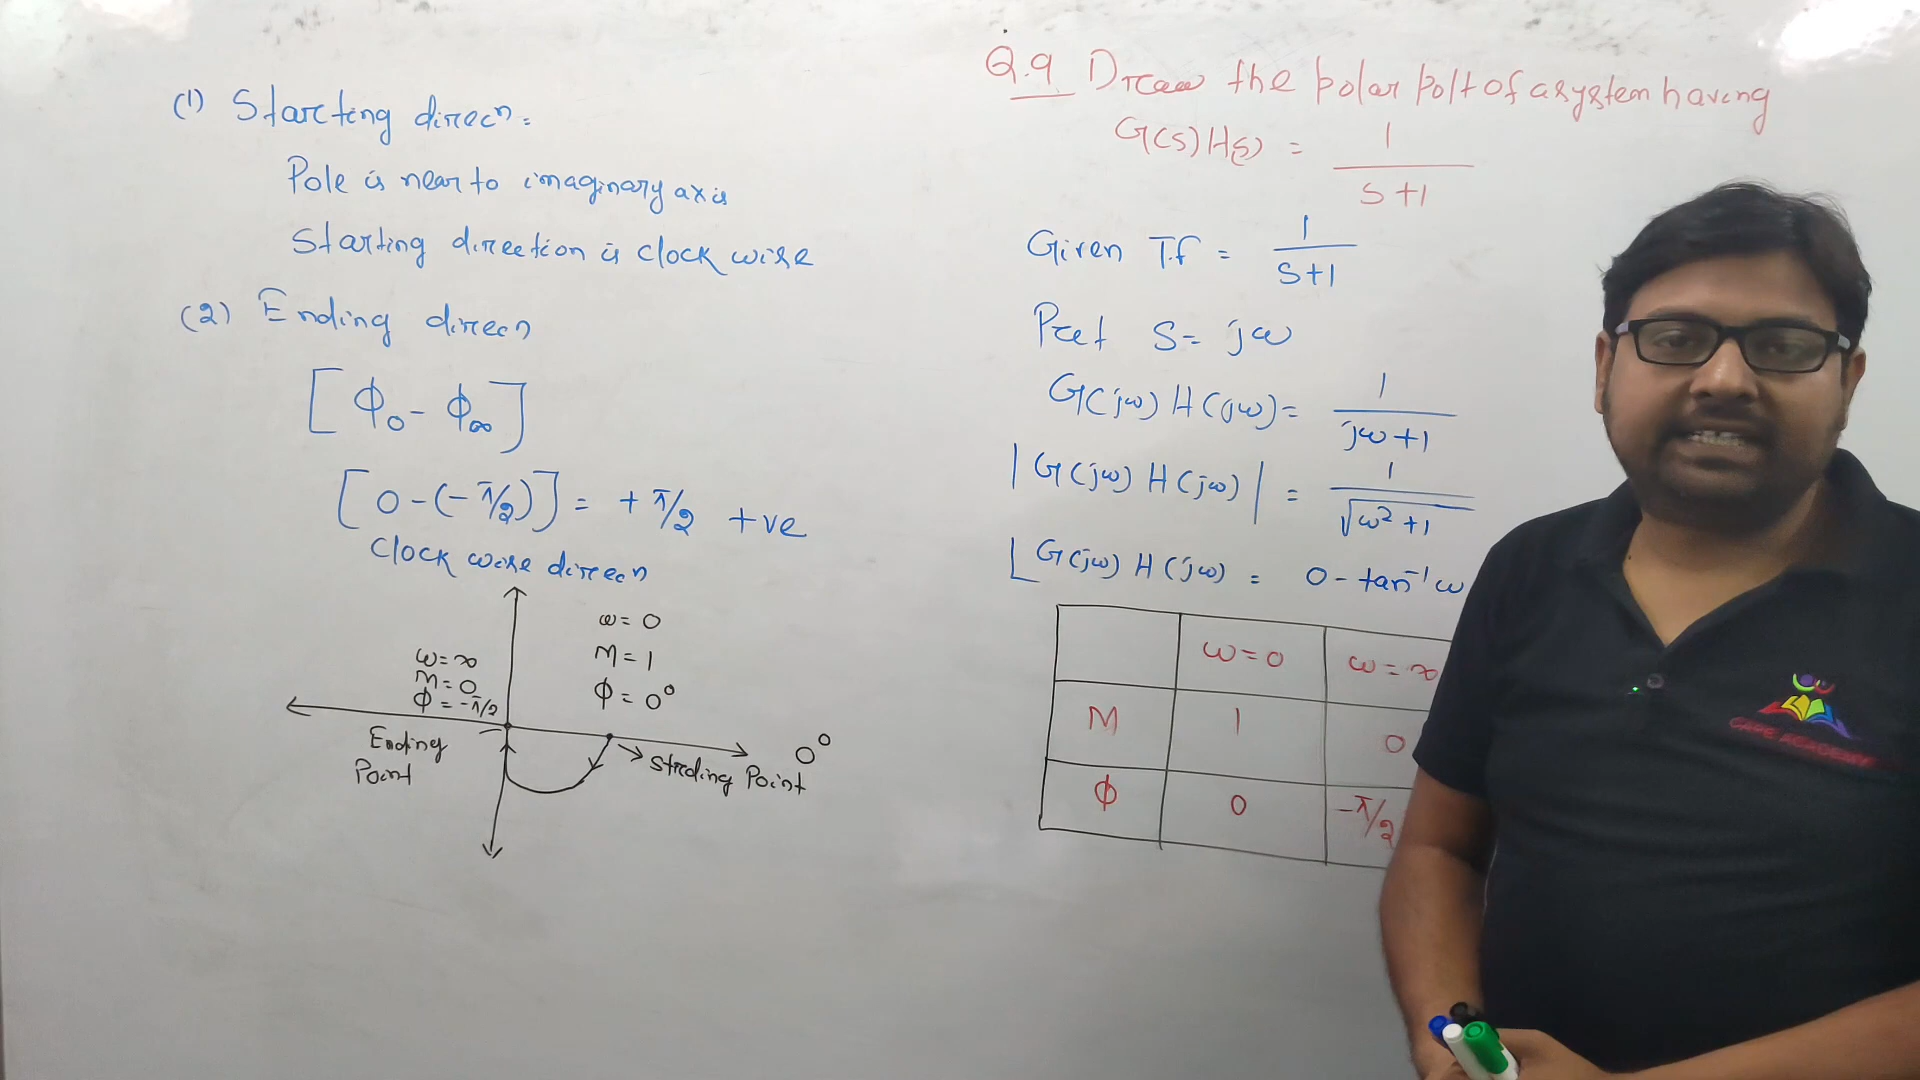 (1) Starting direcn:
Pole is near to imaginary axis
Starting direction is clock wise
(2) Ending direcn
[ϕ₀ - ϕ∞]
[0 - (-π/2)] = + π/2 +ve
Clock wise direcn
ω = 0
M = 1
ϕ = 0°
ω = ∞
M = 0
ϕ = -π/2
Ending
Point
Starting Point
0°
Q.9 Draw the polar polt of a system having
G(s)H(s) = 1/(s+1)
Given T.f = 1/(s+1)
Put s = jω
G(jω) H(jω) = 1/(jω+1)
|G(jω) H(jω)| = 1/√(ω²+1)
∠G(jω) H(jω) = 0 - tan⁻¹ω
ω = 0 ω = ∞
M 1 0
ϕ 0 -π/2
CAPE ACADEMY